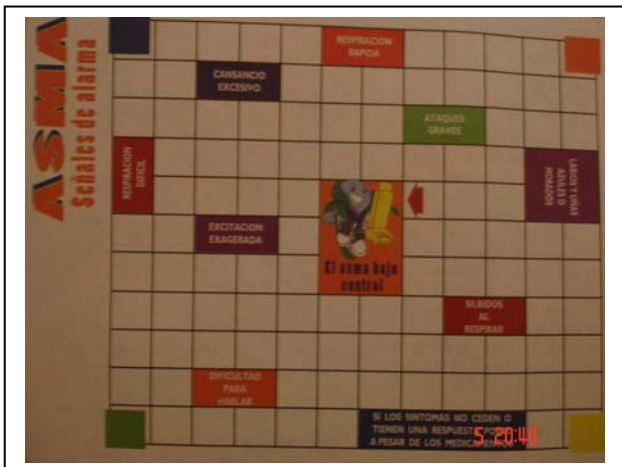 ASMA
Señales de alarma
RESPIRACION
RAPIDA
CANSANCIO
EXCESIVO
ATAQUES
GRAVES
RESPIRACION
DIFICIL
LABIOS Y UÑAS
AZULES O
MORADOS
EXCITACION
EXAGERADA
El asma bajo
control
SILBIDOS
AL
RESPIRAR
DIFICULTAD
PARA
HABLAR
SI LOS SINTOMAS NO CEDEN O
TIENEN UNA RESPUESTA
A PESAR DE LOS
5 20:48